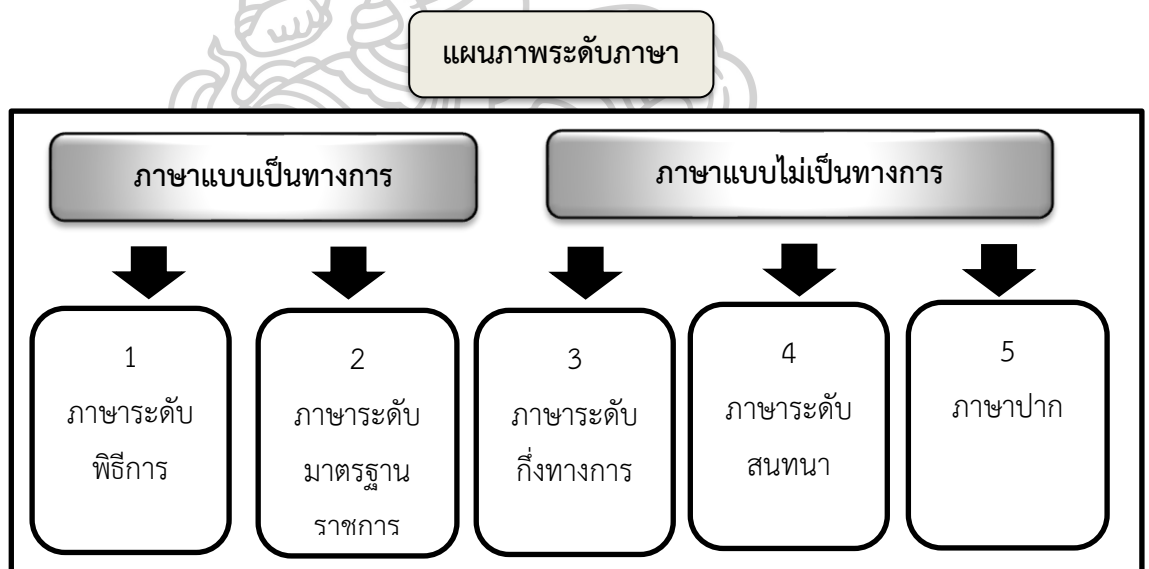 แผนภาพระดับภาษา
ภาษาแบบเป็นทางการ
ภาษาแบบไม่เป็นทางการ
1
ภาษาระดับ
พิธีการ
2
ภาษาระดับ
มาตรฐาน
ราชการ
3
ภาษาระดับ
กึ่งทางการ
4
ภาษาระดับ
สนทนา
5
ภาษาปาก